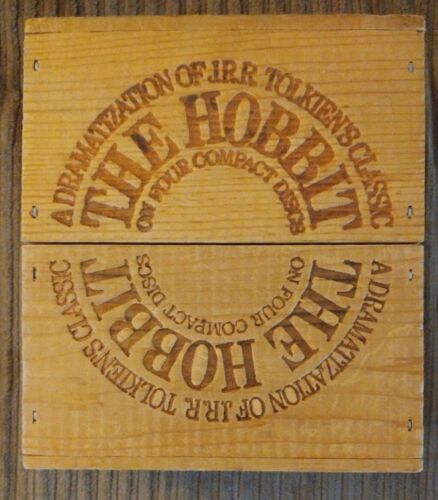 A DRAMATIZATION OF J.R.R. TOLKIEN'S CLASSIC
THE HOBBIT
ON FOUR COMPACT DISCS
A DRAMATIZATION OF J.R.R. TOLKIEN'S CLASSIC
THE HOBBIT
ON FOUR COMPACT DISCS